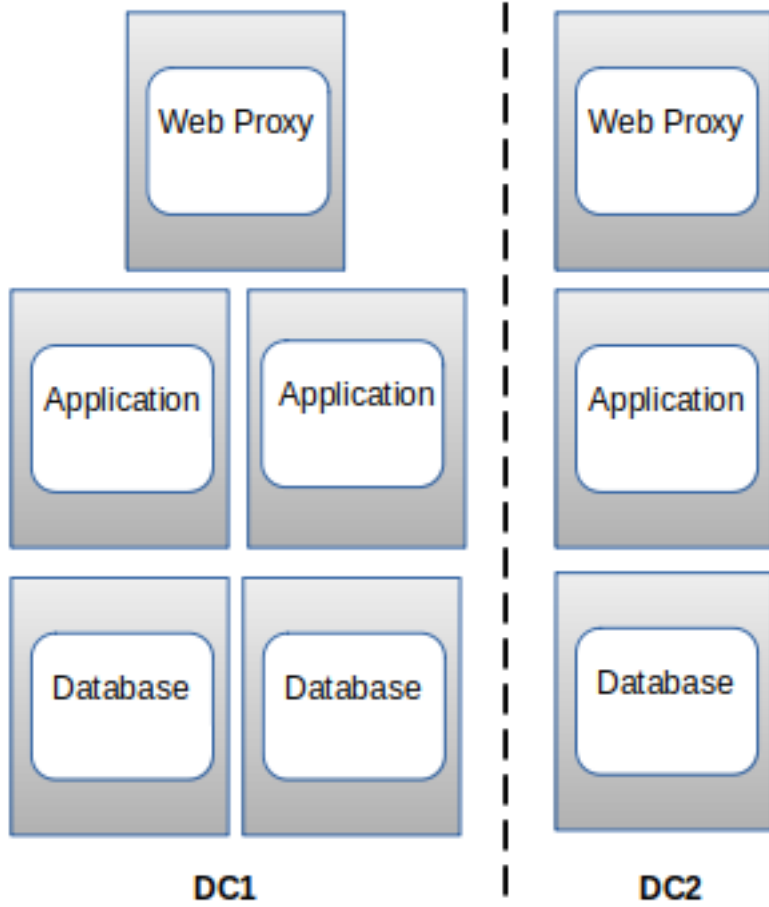 Web Proxy
Web Proxy
Application
Application
Application
Database
Database
Database
DC1
DC2